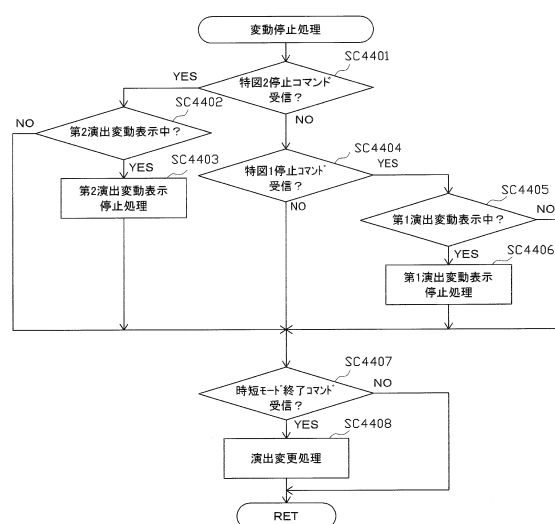 変動停止処理
SC4401
特図2停止コマンド
受信?
YES
NO
SC4402
第2演出変動表示中?
NO
YES
SC4403
第2演出変動表示
停止処理
SC4404
特図1停止コマンド
受信?
YES
NO
SC4405
第1演出変動表示中?
NO
YES
SC4406
第1演出変動表示
停止処理
SC4407
時短モード終了コマンド
受信?
NO
YES
SC4408
演出変更処理
RET